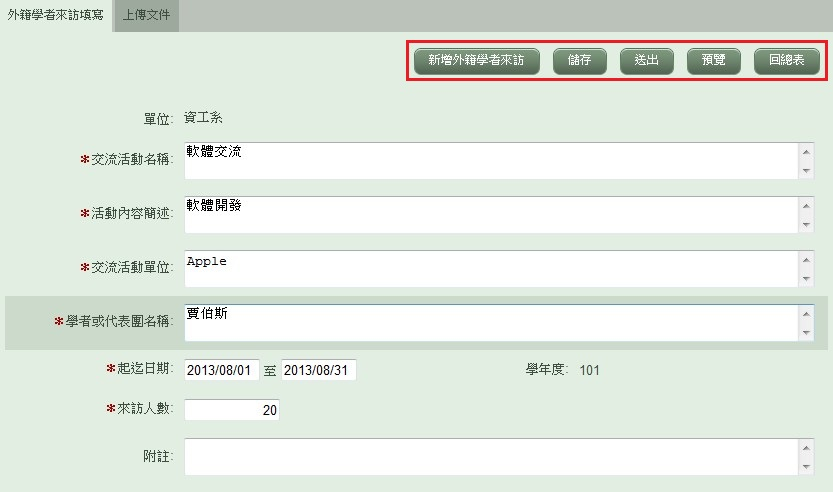 外籍學者來訪填寫 上傳文件
新增外籍學者來訪 儲存 送出 預覽 回總表
單位: 資工系
*交流活動名稱: 軟體交流
*活動內容簡述: 軟體開發
*交流活動單位: Apple
*學者或代表團名稱: 賈伯斯
*起迄日期: 2013/08/01 至 2013/08/31 學年度: 101
*來訪人數: 20
附註: